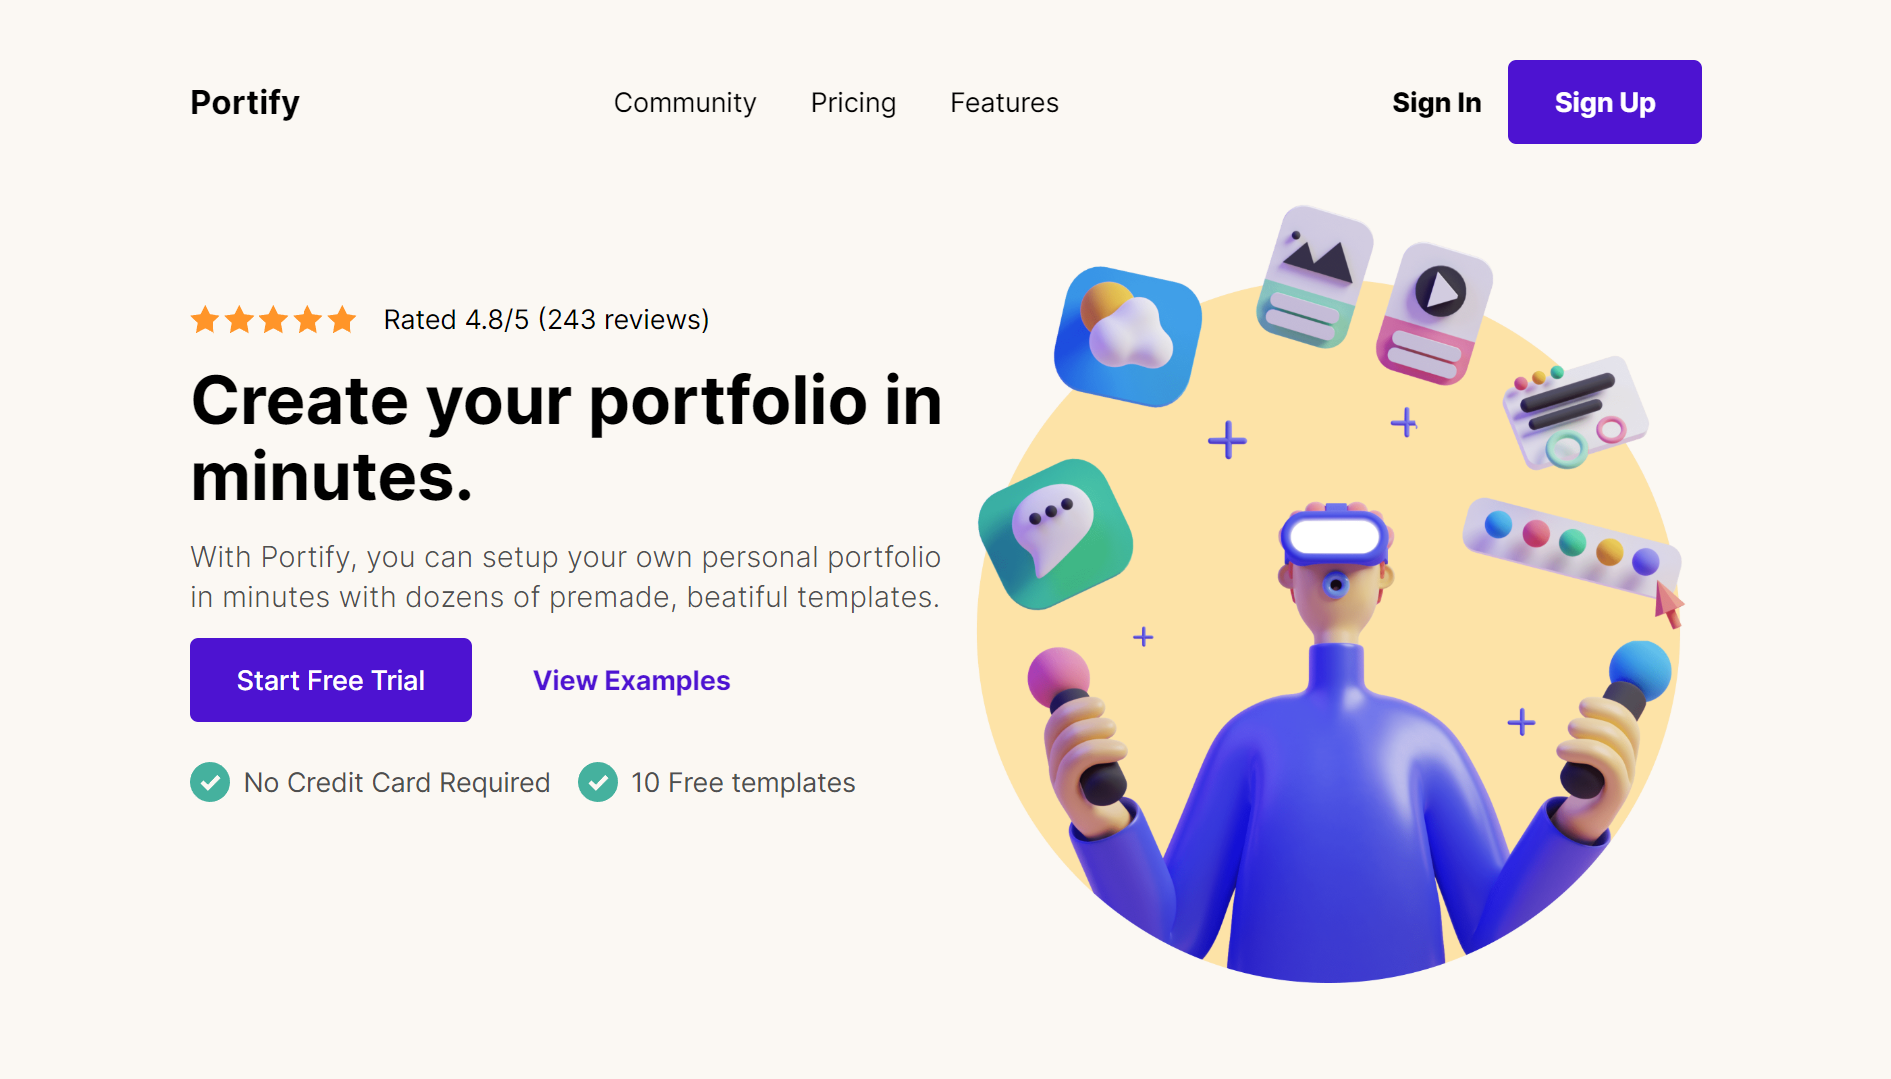 Portify
Community
Pricing
Features
Sign In
Sign Up
Rated 4.8/5 (243 reviews)
Create your portfolio in
minutes.
With Portify, you can setup your own personal portfolio
in minutes with dozens of premade, beatiful templates.
Start Free Trial
View Examples
No Credit Card Required
10 Free templates